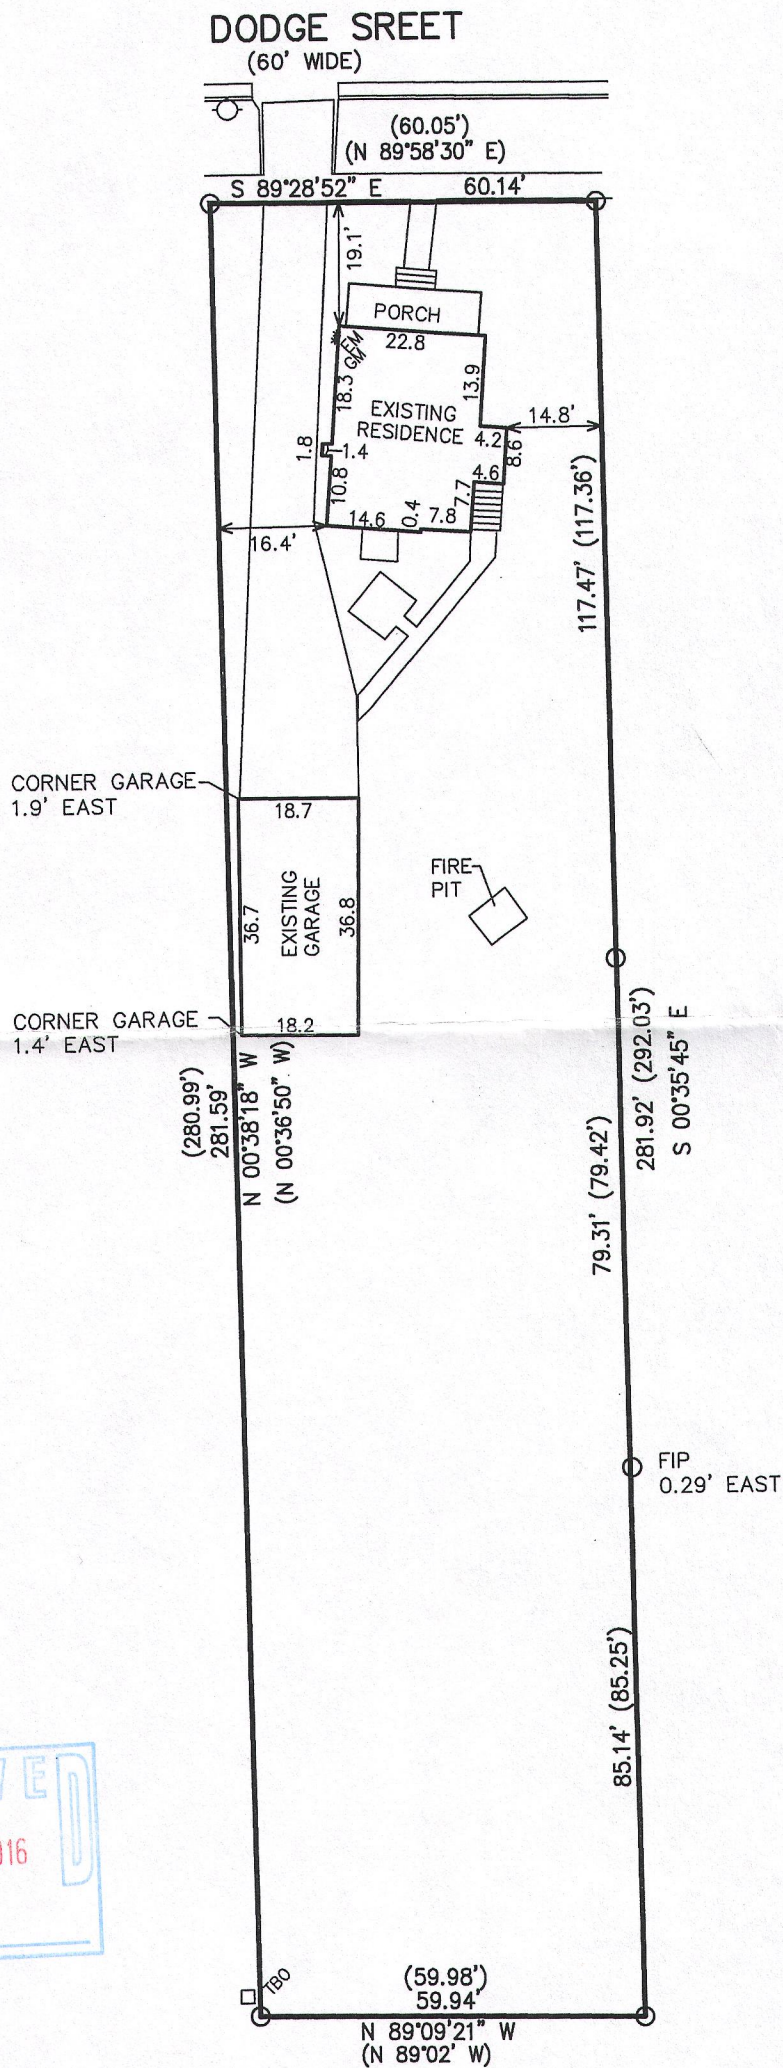 DODGE SREET
(60' WIDE)
(60.05')
(N 89°58'30" E)
S 89°28'52" E 60.14'
19.1'
PORCH
EM
GM
22.8
18.3
13.9
EXISTING
RESIDENCE
14.8'
4.2
8.6
1.8
1.4
4.6
10.8
7.7
14.6
0.4
7.8
16.4'
117.47' (117.36')
CORNER GARAGE
1.9' EAST
18.7
36.7
EXISTING
GARAGE
36.8
FIRE
PIT
CORNER GARAGE
1.4' EAST
18.2
(280.99')
281.59'
N 00°38'18" W
(N 00°36'50" W)
79.31' (79.42')
281.92' (292.03')
S 00°35'45" E
FIP
0.29' EAST
85.14' (85.25')
VED
016
TBO
(59.98')
59.94'
N 89°09'21" W
(N 89°02' W)